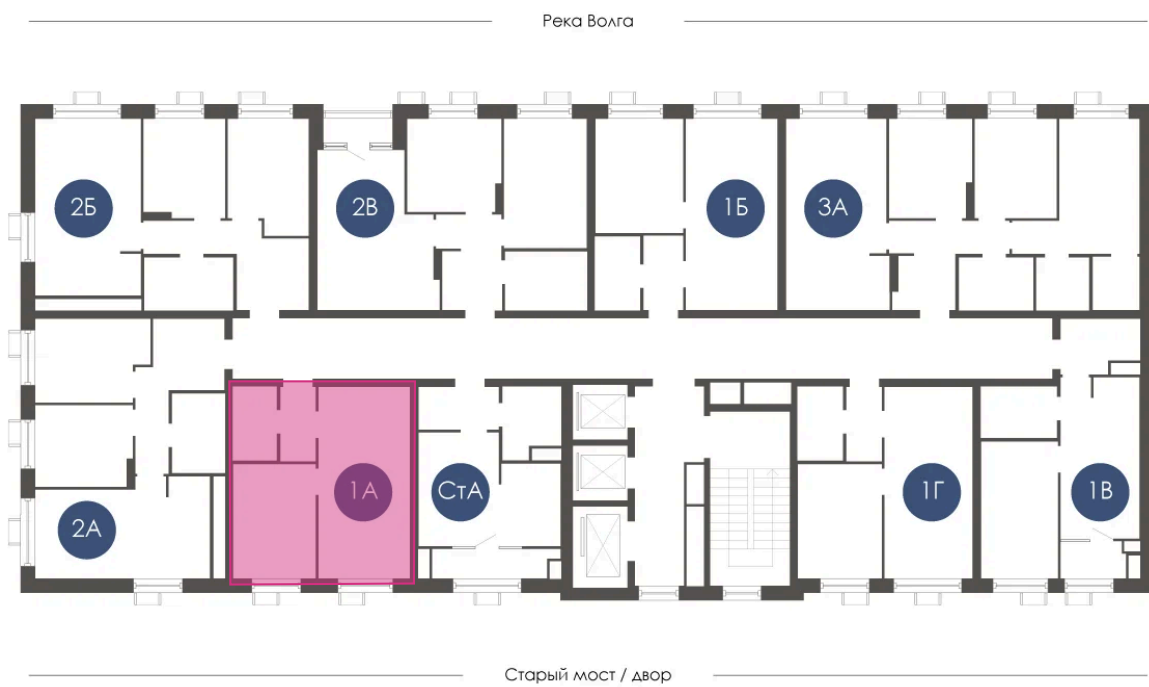 Река Волга
2Б
2В
1Б
3А
2А
1А
СтА
1Г
1В
Старый мост / двор